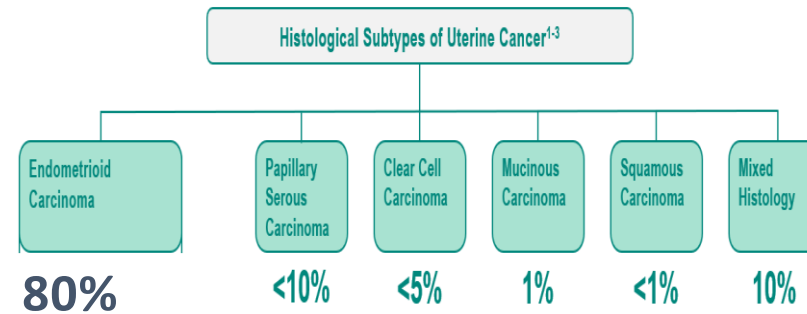 Histological Subtypes of Uterine Cancer1-3
Endometrioid
Carcinoma
Papillary
Serous
Carcinoma
Clear Cell
Carcinoma
Mucinous
Carcinoma
Squamous
Carcinoma
Mixed
Histology
80%
<10%
<5%
1%
<1%
10%